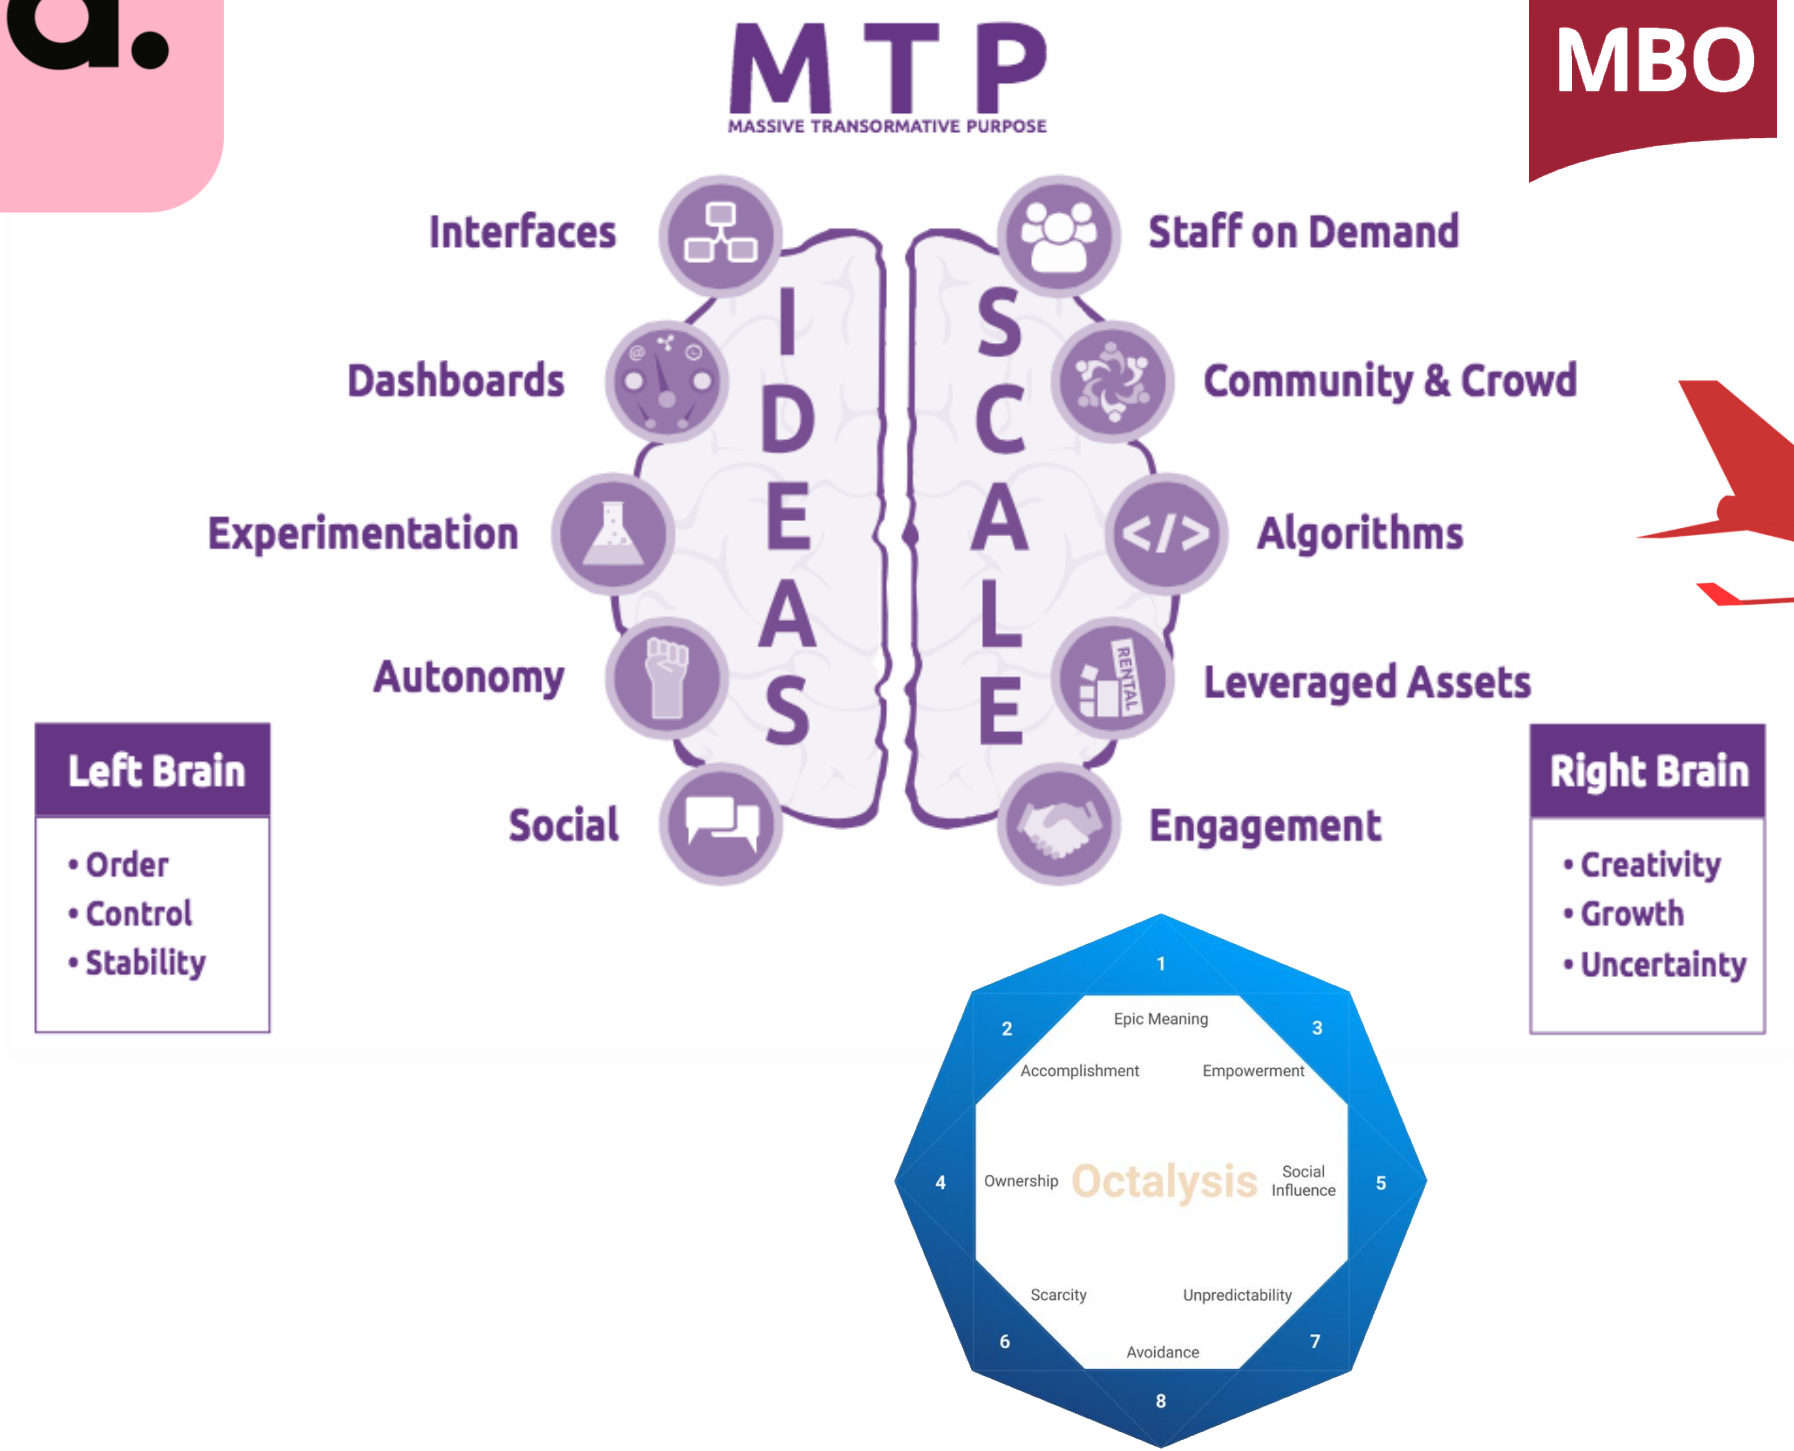 a.
MTP
MASSIVE TRANSORMATIVE PURPOSE
MBO
Interfaces
Dashboards
Experimentation
Autonomy
Social
IDEAS
SCALE
Staff on Demand
Community & Crowd
</>
Algorithms
RENTAL
Leveraged Assets
Engagement
@
Left Brain
• Order
• Control
• Stability
Right Brain
• Creativity
• Growth
• Uncertainty
1
2
3
Epic Meaning
Accomplishment
Empowerment
4
Ownership
Octalysis
Social
Influence
5
Scarcity
Unpredictability
6
7
Avoidance
8